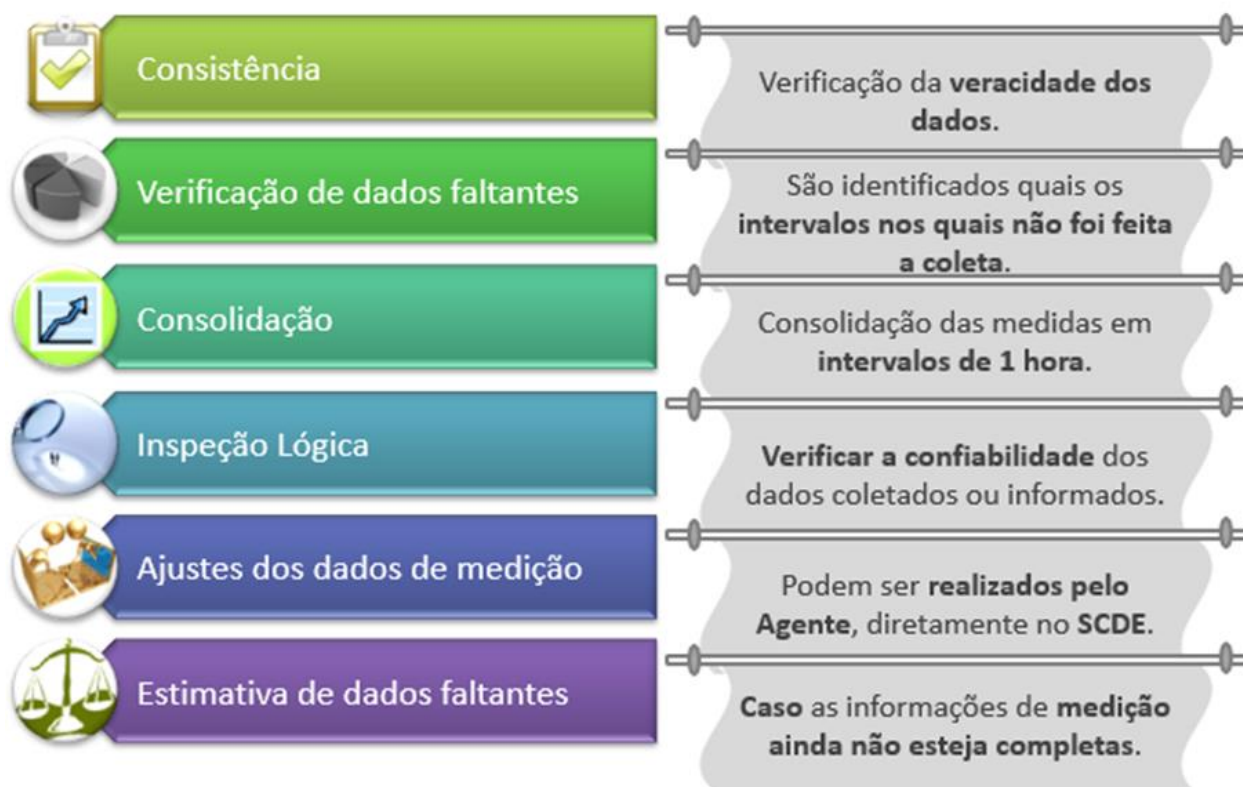 Consistência
Verificação da veracidade dos
dados.
Verificação de dados faltantes
São identificados quais os
intervalos nos quais não foi feita
a coleta.
Consolidação
Consolidação das medidas em
intervalos de 1 hora.
Inspeção Lógica
Verificar a confiabilidade dos
dados coletados ou informados.
Ajustes dos dados de medição
Podem ser realizados pelo
Agente, diretamente no SCDE.
Estimativa de dados faltantes
Caso as informações de medição
ainda não esteja completas.